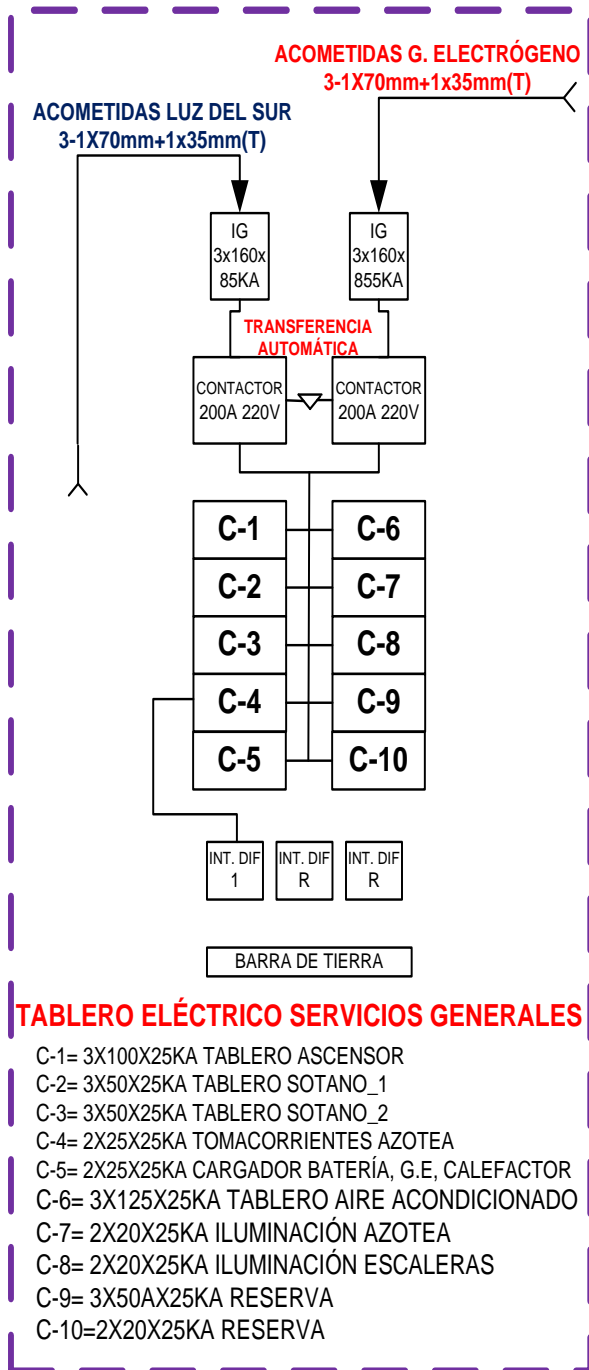 ACOMETIDAS G. ELECTRÓGENO
3-1X70mm+1x35mm(T)
ACOMETIDAS LUZ DEL SUR
3-1X70mm+1x35mm(T)
IG
3x160x
85KA
IG
3x160x
855KA
TRANSFERENCIA
AUTOMÁTICA
CONTACTOR
200A 220V
CONTACTOR
200A 220V
C-1
C-6
C-2
C-7
C-3
C-8
C-4
C-9
C-5
C-10
INT. DIF
1
INT. DIF
R
INT. DIF
R
BARRA DE TIERRA
TABLERO ELÉCTRICO SERVICIOS GENERALES
C-1= 3X100X25KA TABLERO ASCENSOR
C-2= 3X50X25KA TABLERO SOTANO_1
C-3= 3X50X25KA TABLERO SOTANO_2
C-4= 2X25X25KA TOMACORRIENTES AZOTEA
C-5= 2X25X25KA CARGADOR BATERÍA, G.E, CALEFACTOR
C-6= 3X125X25KA TABLERO AIRE ACONDICIONADO
C-7= 2X20X25KA ILUMINACIÓN AZOTEA
C-8= 2X20X25KA ILUMINACIÓN ESCALERAS
C-9= 3X50AX25KA RESERVA
C-10=2X20X25KA RESERVA